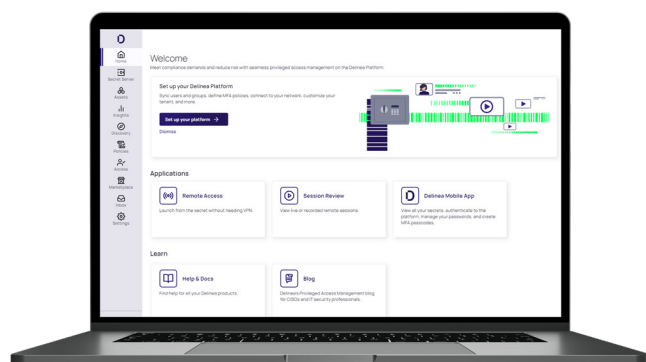 Home
Secret Server
Assets
Insights
Discovery
Policies
Access
Marketplace
Inbox
Settings
Welcome
Meet compliance demands and reduce risk with seamless privileged access management on the Delinea Platform.
Set up your Delinea Platform
Sync users and groups, define MFA policies, connect to your network, customize your
tenant, and more.
Set up your platform →
Dismiss
Applications
Remote Access
Launch from the secret without needing VPN.
Session Review
View live or recorded remote sessions.
Delinea Mobile App
View all your secrets, authenticate to the
platform, manage your passwords, and create
MFA passcodes.
Learn
Help & Docs
Find help for all your Delinea products.
Blog
Delinea's Privileged Access Management blog
for CISOs and IT security professionals.